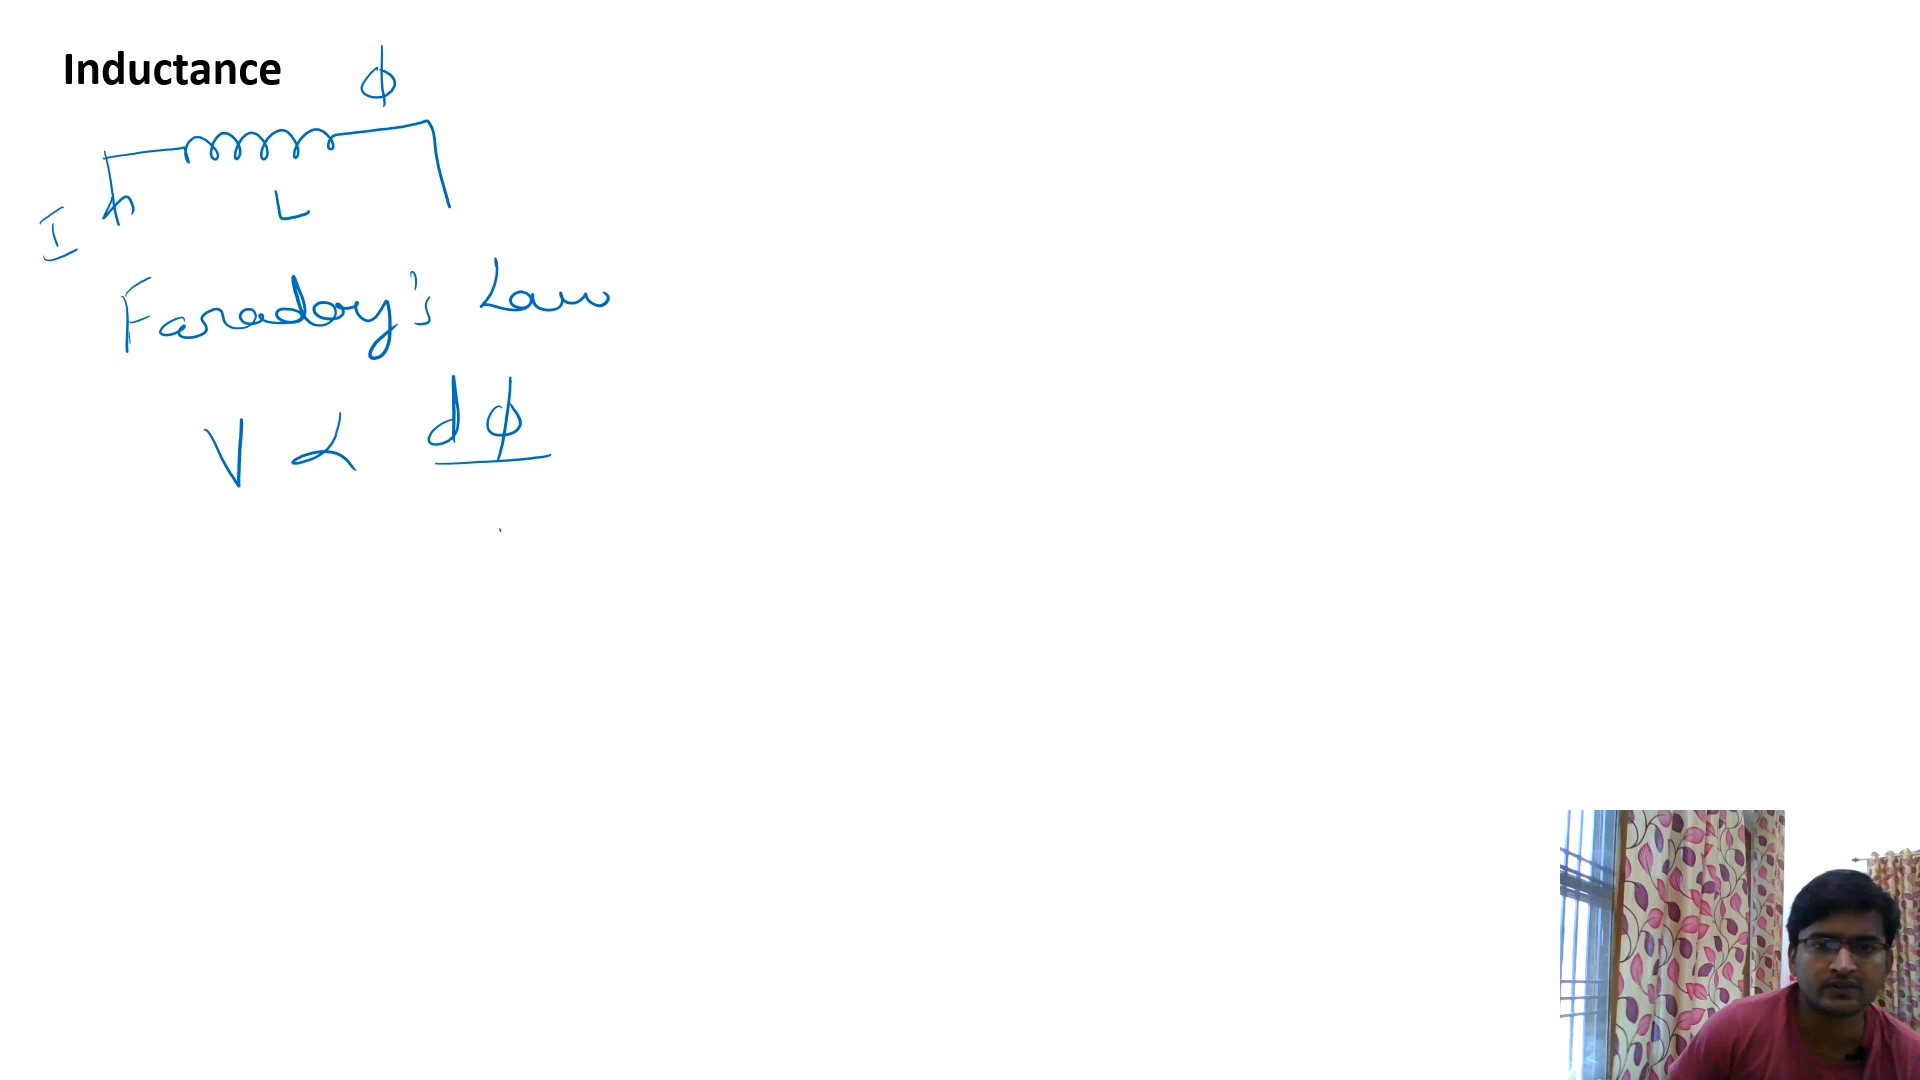 Inductance
ϕ
L
I
Faraday's Law
V ∝ dϕ